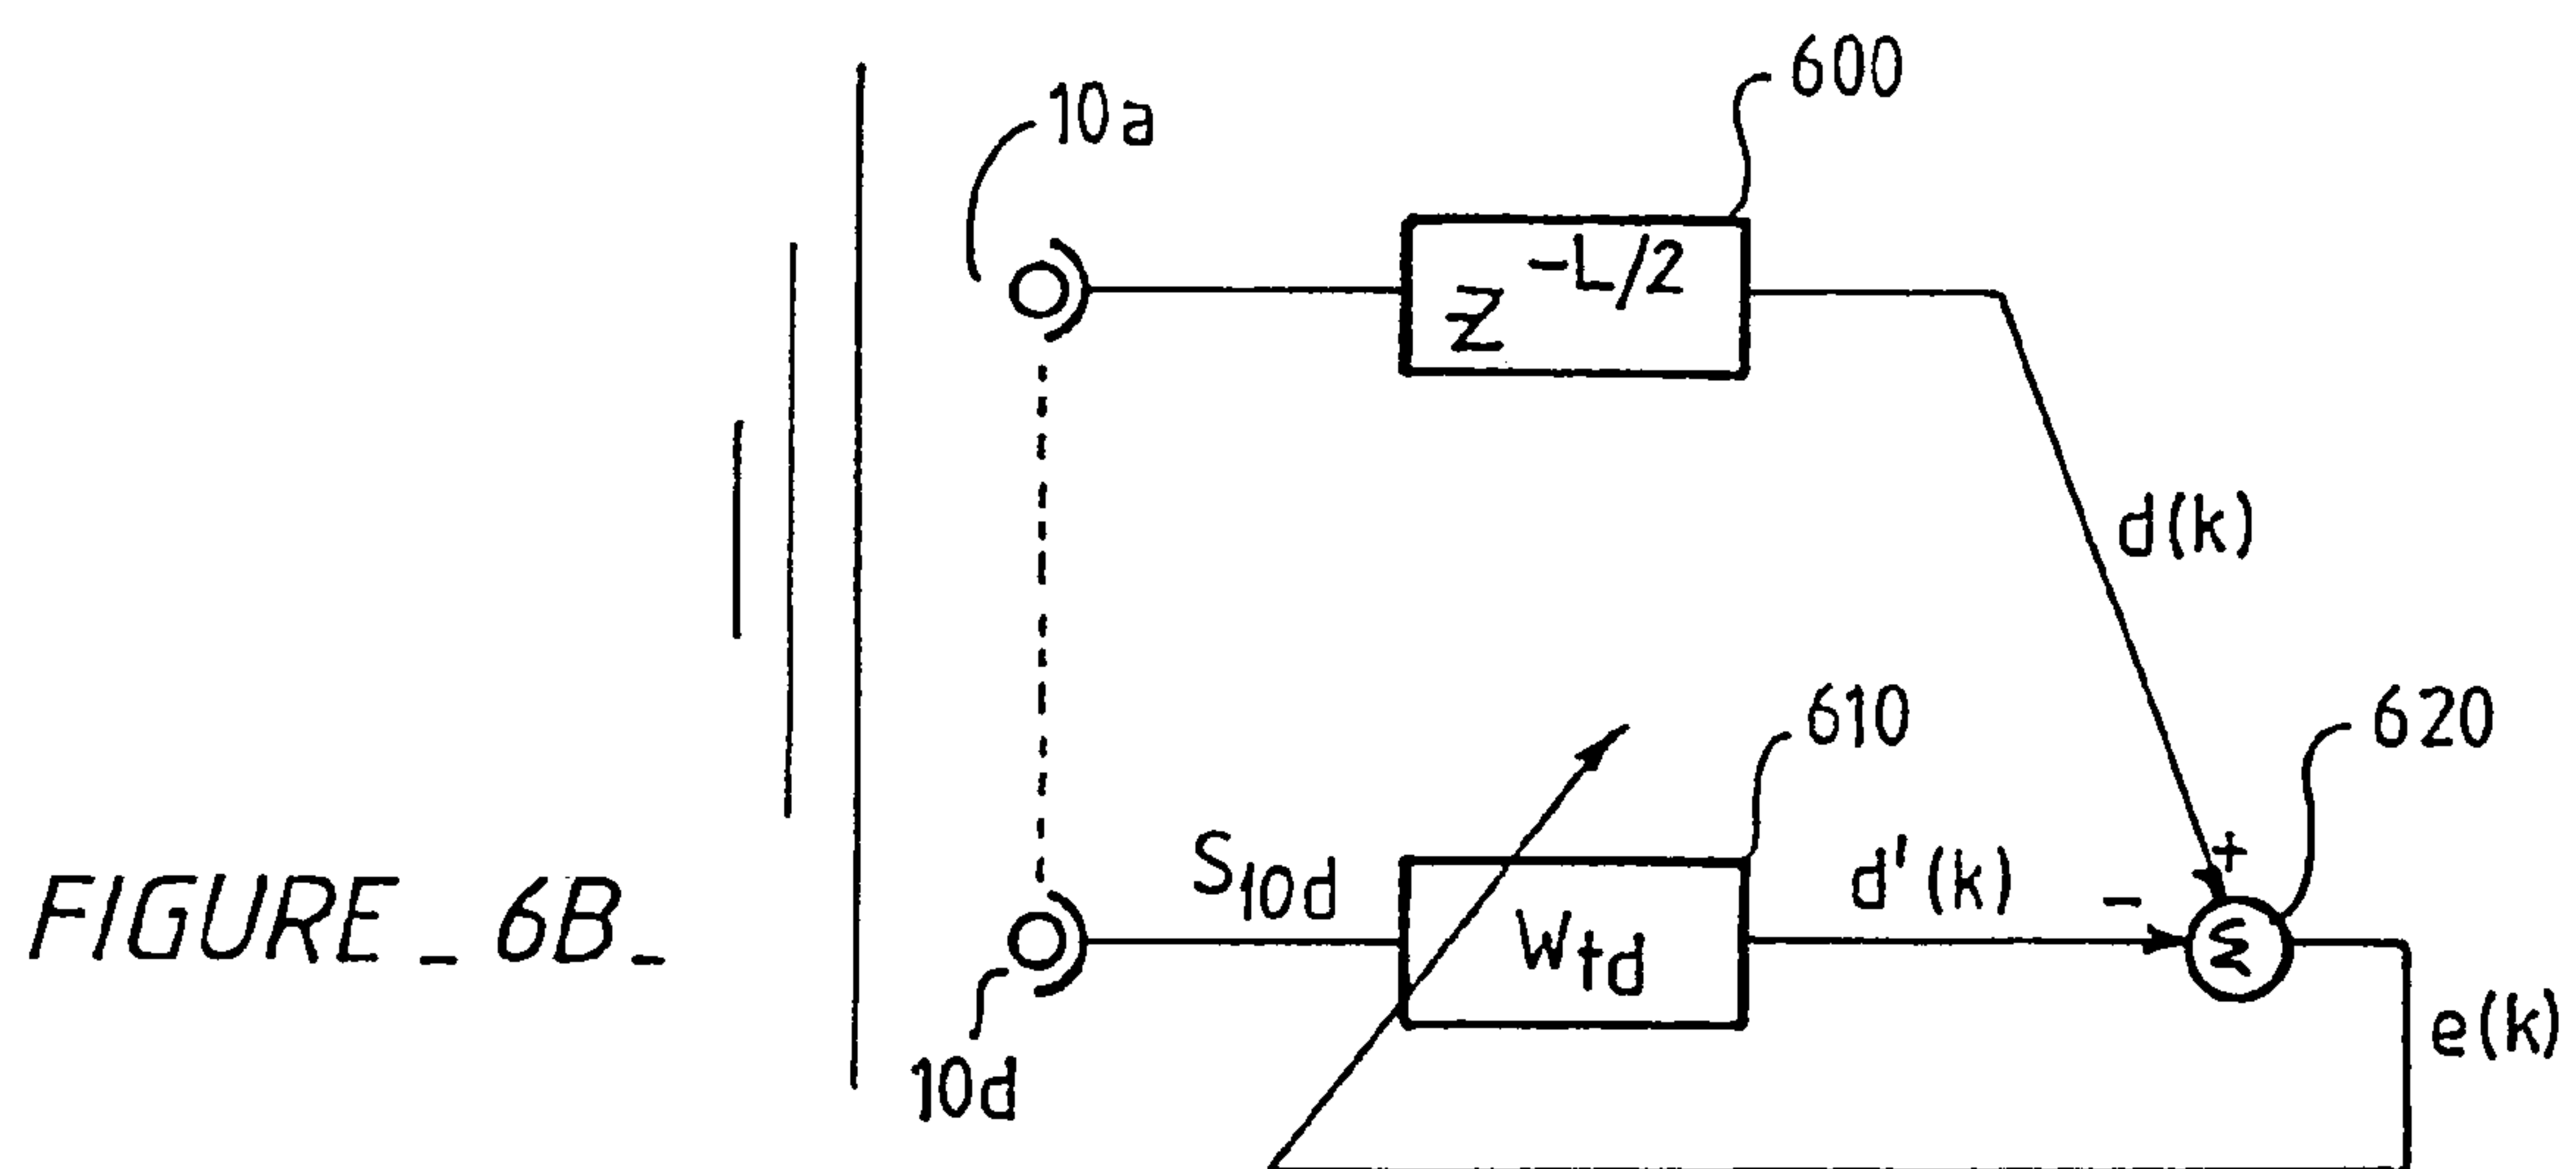 600
10a
z^-L/2
d(k)
610
620
S10d
Wtd
d'(k)
+
-
Σ
FIGURE_6B_
10d
e(k)